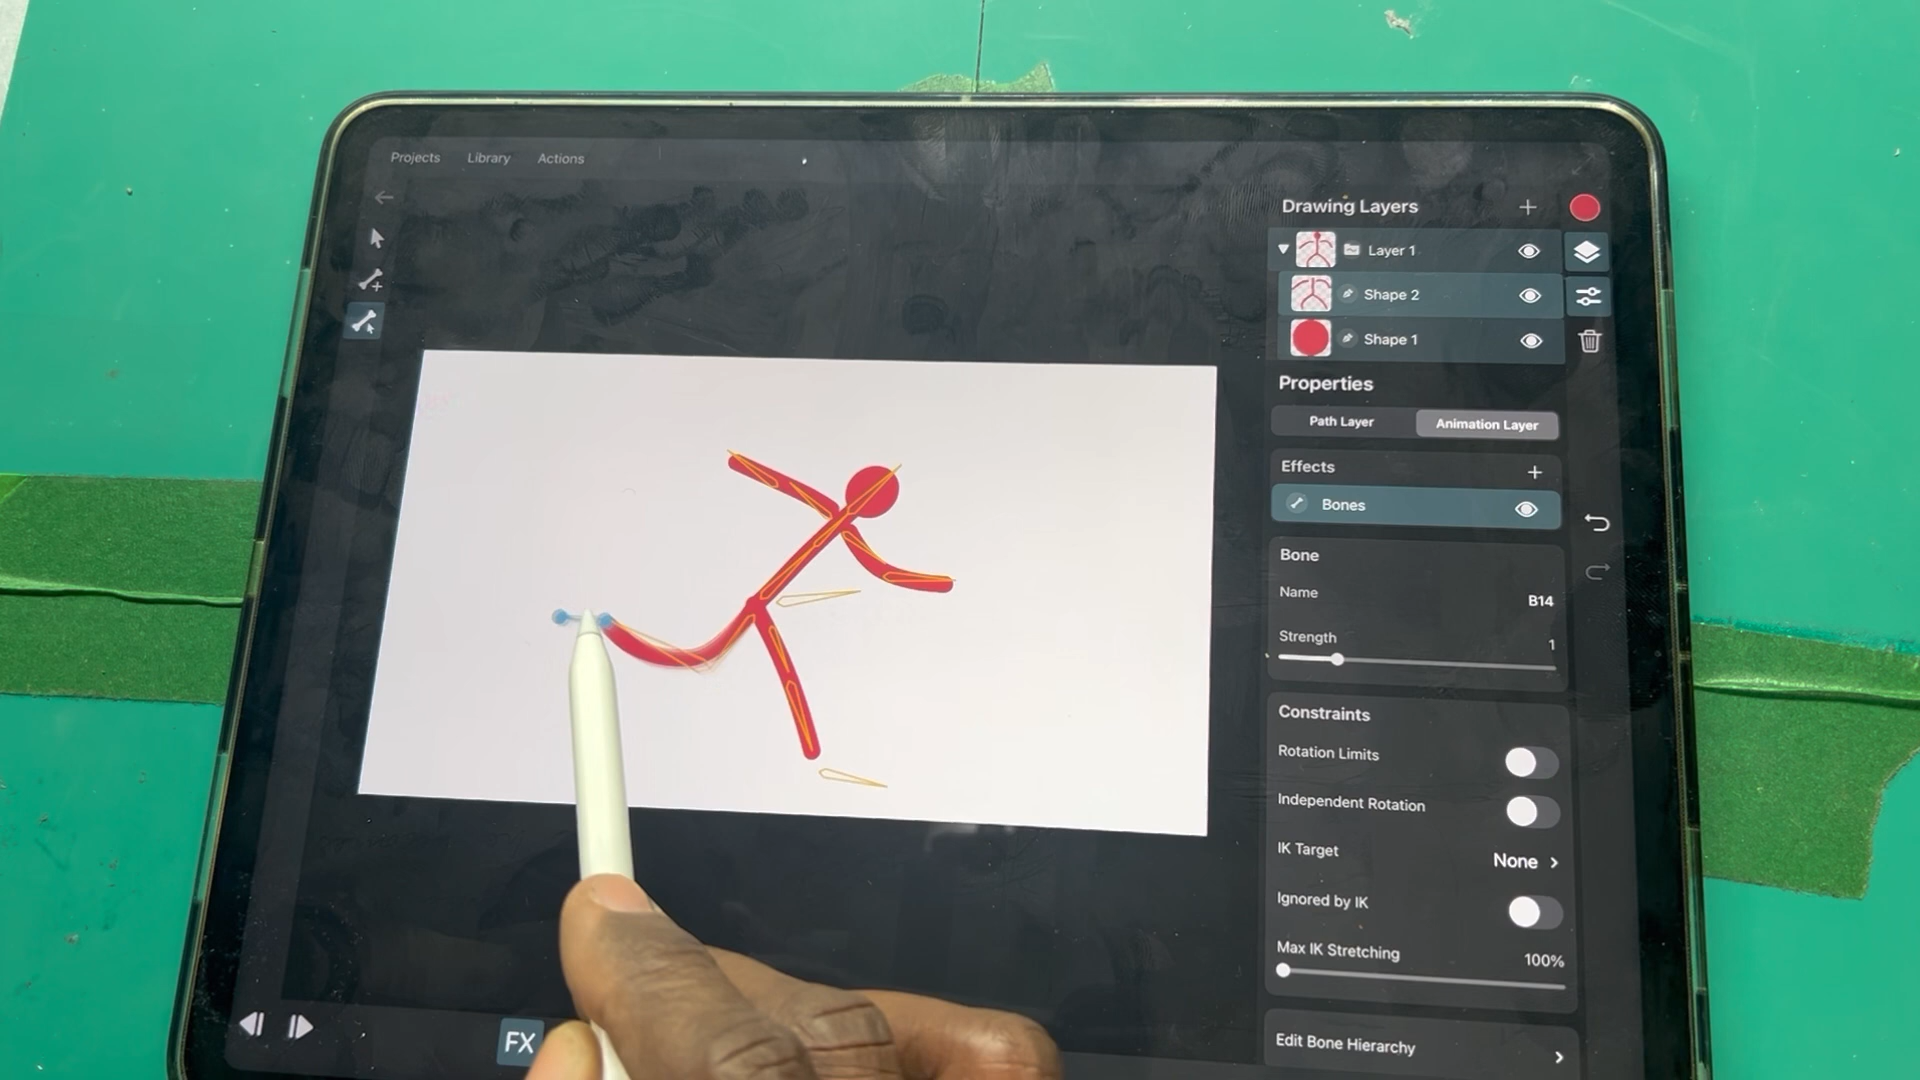 Projects Library Actions
Drawing Layers
Layer 1
Shape 2
Shape 1
Properties
Path Layer Animation Layer
Effects
Bones
Bone
Name B14
Strength 1
Constraints
Rotation Limits
Independent Rotation
IK Target None
Ignored by IK
Max IK Stretching 100%
Edit Bone Hierarchy
FX